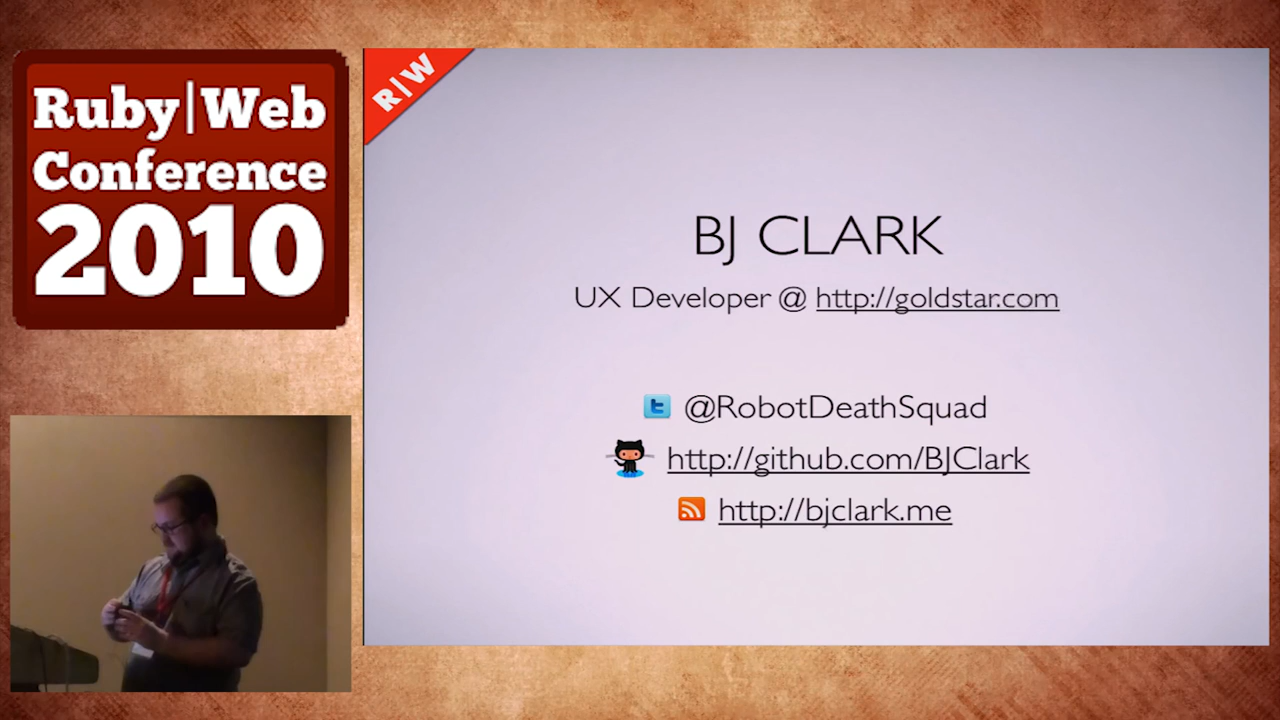 Ruby|Web
Conference
2010
R|W
BJ CLARK
UX Developer @ http://goldstar.com
@RobotDeathSquad
http://github.com/BJClark
http://bjclark.me